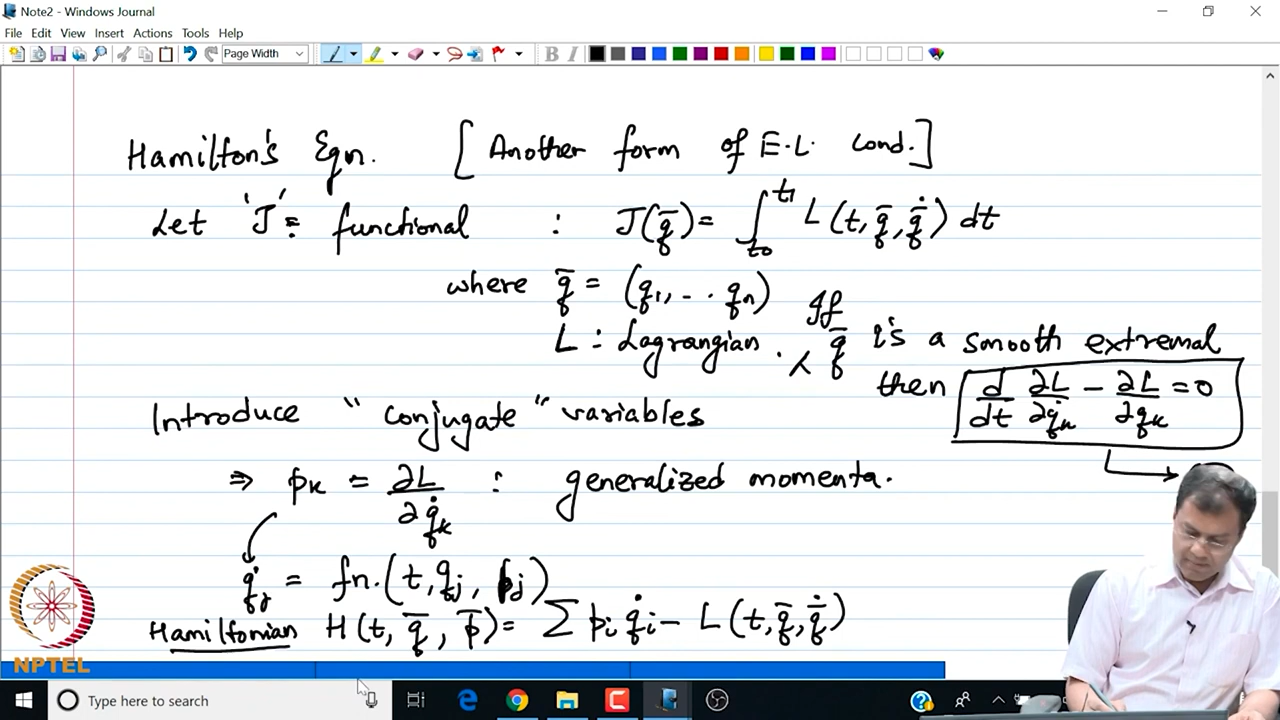 Note2 - Windows Journal
File Edit View Insert Actions Tools Help
Page Width
B I
Hamilton's Eqn. [Another form of E.L. cond.]
Let 'J' = functional : J(q̄) = ∫_{t0}^{t1} L(t, q̄, q̄̇) dt
where q̄ = (q1, ... qn)
L : Lagrangian . If
q̄ is a smooth extremal
then d/dt ∂L/∂q̇k - ∂L/∂qk = 0
Introduce "conjugate" variables
⇒ pk = ∂L/∂q̇k : generalized momenta.
q̇j = fn.(t, qj, pj)
Hamiltonian H(t, q̄, p̄) = ∑ pi q̇i - L(t, q̄, q̄̇)
NPTEL
Type here to search